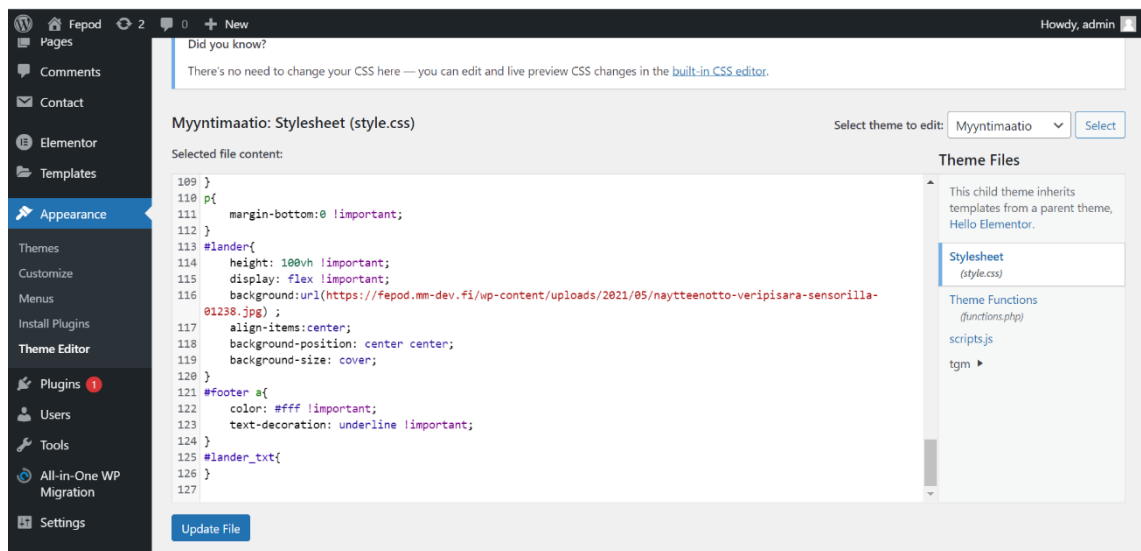 Fepod 2 0 + New Howdy, admin
Pages
Comments
Contact
Elementor
Templates
Appearance
Themes
Customize
Menus
Install Plugins
Theme Editor
Plugins 1
Users
Tools
All-in-One WP
Migration
Settings
Did you know?
There's no need to change your CSS here — you can edit and live preview CSS changes in the built-in CSS editor.
Myyntimaatio: Stylesheet (style.css)
Select theme to edit: Myyntimaatio Select
Selected file content:
109 }
110 p{
111     margin-bottom:0 !important;
112 }
113 #lander{
114     height: 100vh !important;
115     display: flex !important;
116     background:url(https://fepod.mm-dev.fi/wp-content/uploads/2021/05/naytteenotto-veripisara-sensorilla-
01238.jpg) ;
117     align-items:center;
118     background-position: center center;
119     background-size: cover;
120 }
121 #footer a{
122     color: #fff !important;
123     text-decoration: underline !important;
124 }
125 #lander_txt{
126 }
127
Theme Files
This child theme inherits
templates from a parent theme,
Hello Elementor.
Stylesheet
(style.css)
Theme Functions
(functions.php)
scripts.js
tgm
Update File